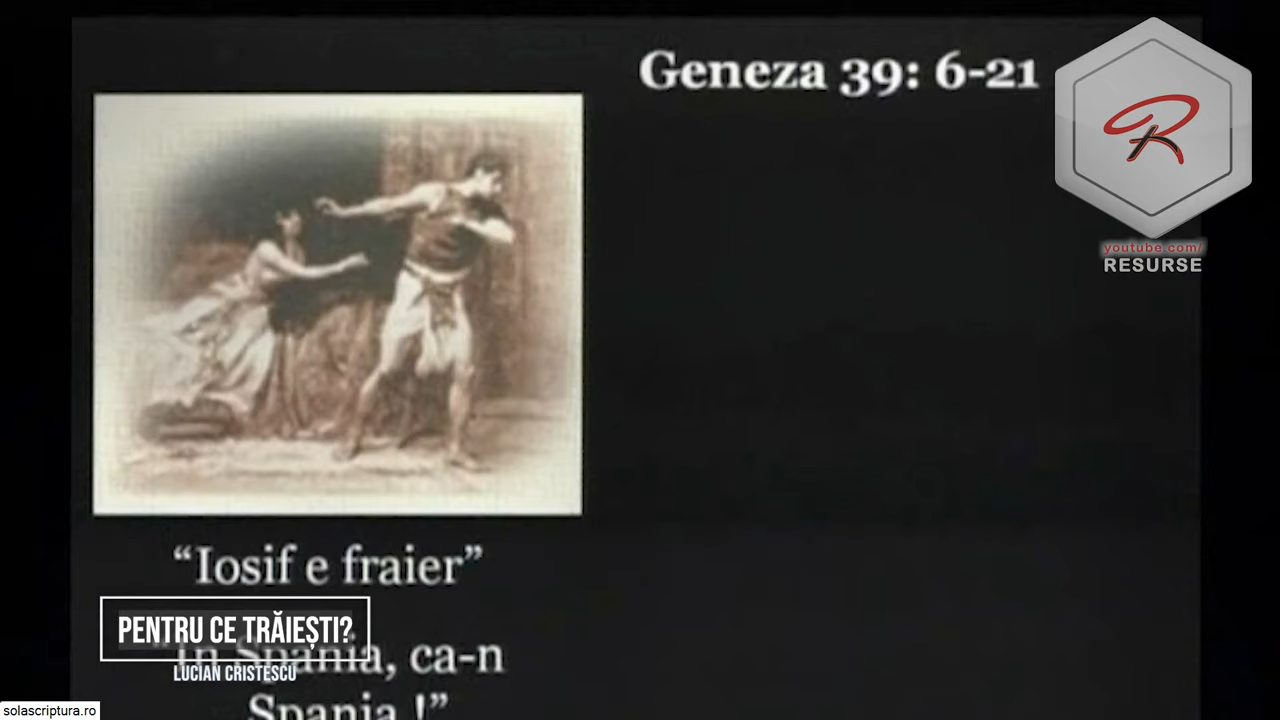 Geneza 39: 6-21
R
youtube.com/
RESURSE
“Iosif e fraier”
PENTRU CE TRĂIEȘTI?
“In Spania, ca-n
LUCIAN CRISTESCU
Spania !”
solascriptura.ro